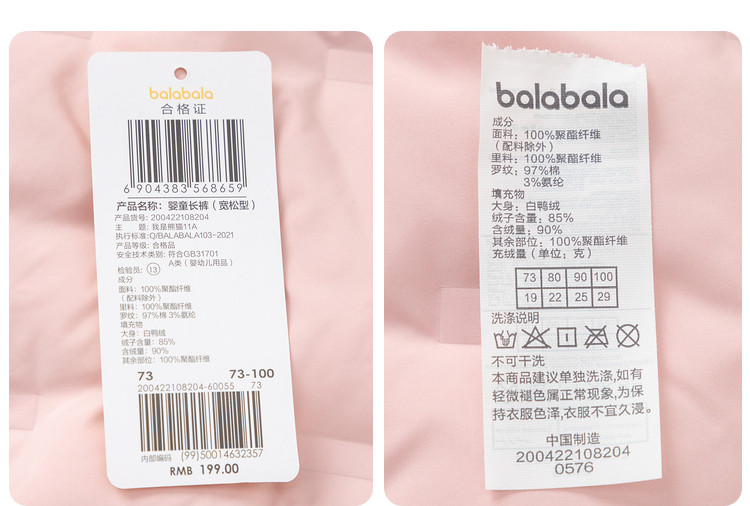 balabala
合格证
6 904383 568659
产品名称：婴童长裤（宽松型）
产品货号：200422108204
主　题：我是熊猫11A
执行标准：Q/BALABALA103-2021
产品等级：合格品
安全技术类别：符合GB31701
A类（婴幼儿用品）
检验员：13
成分
面料：100%聚酯纤维
（配料除外）
里料：100%聚酯纤维
罗纹：97%棉 3%氨纶
填充物
大身：白鸭绒
绒子含量：85%
含绒量：90%
其余部位：100%聚酯纤维
73 73-100
200422108204-60055 73
内部编码 (99)50014632357
RMB 199.00
balabala
成分
面料：100%聚酯纤维
（配料除外）
里料：100%聚酯纤维
罗纹：97%棉
3%氨纶
填充物
大身：白鸭绒
绒子含量：85%
含绒量：90%
其余部位：100%聚酯纤维
充绒量（单位：克）
73 80 90 100
19 22 25 29
洗涤说明
不可干洗
本商品建议单独洗涤,如有
轻微褪色属正常现象,为保
持衣服色泽,衣服不宜久浸。
中国制造
200422108204
0576